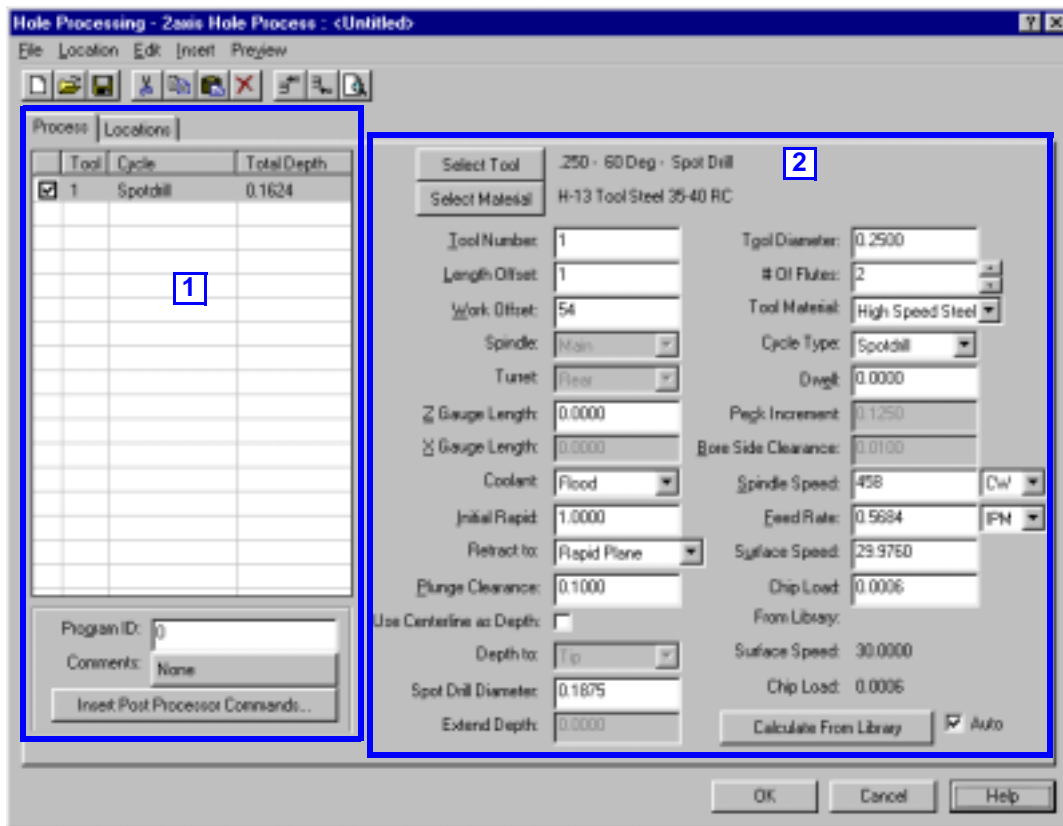 Hole Processing - 2axis Hole Process : <Untitled>
File Location Edit Insert Preview
Process Locations
Tool Cycle Total Depth
1 Spotdrill 0.1624
1
Program ID: 0
Comments: None
Insert Post Processor Commands...
2
Select Tool .250 - 60 Deg - Spot Drill
Select Material H-13 Tool Steel 35-40 RC
Tool Number: 1
Length Offset: 1
Work Offset: 54
Spindle: Main
Turret: Rear
Z Gauge Length: 0.0000
X Gauge Length: 0.0000
Coolant: Flood
Initial Rapid: 1.0000
Retract to: Rapid Plane
Plunge Clearance: 0.1000
Use Centerline as Depth:
Depth to: Tip
Spot Drill Diameter: 0.1875
Extend Depth: 0.0000
Tool Diameter: 0.2500
# Of Flutes: 2
Tool Material: High Speed Steel
Cycle Type: Spotdrill
Dwell: 0.0000
Peck Increment: 0.1250
Bore Side Clearance: 0.0100
Spindle Speed: 458 CW
Feed Rate: 0.5684 IPM
Surface Speed: 29.9760
Chip Load: 0.0006
From Library:
Surface Speed: 30.0000
Chip Load: 0.0006
Calculate From Library Auto
OK Cancel Help